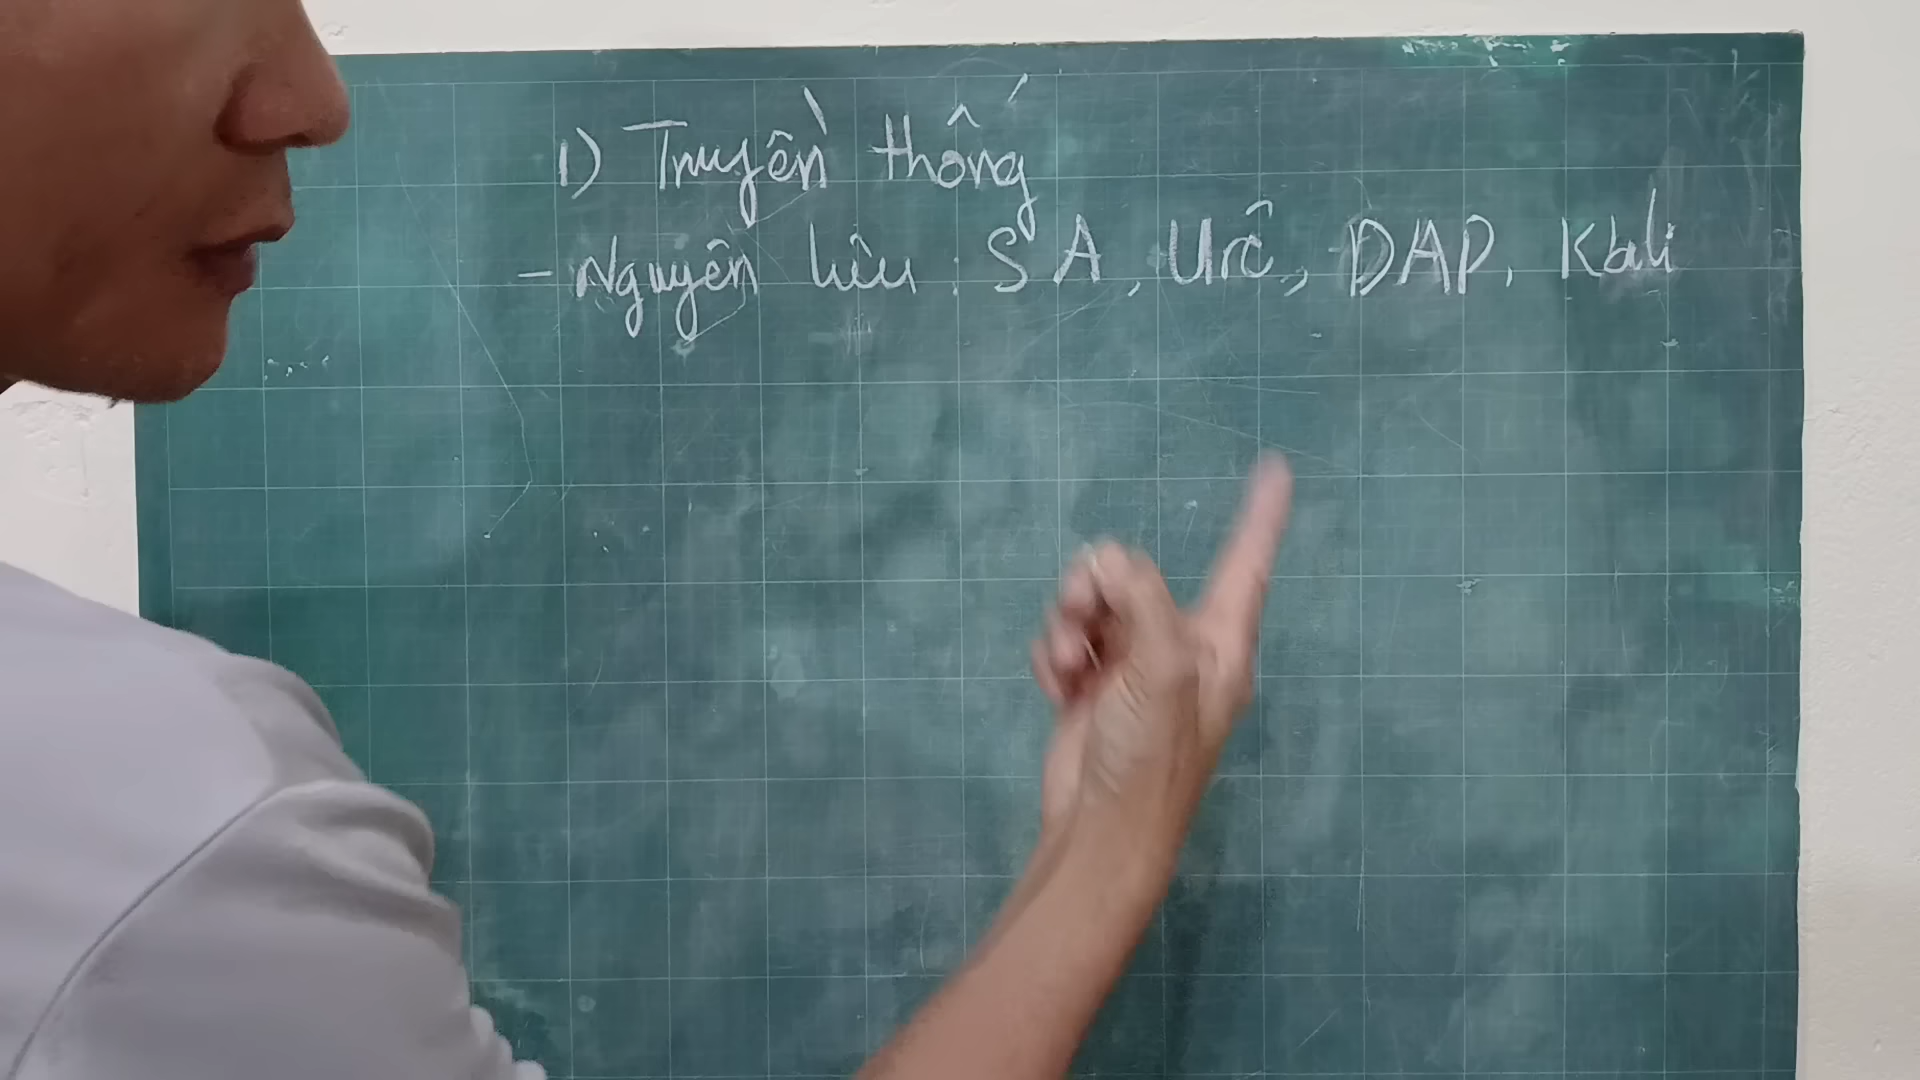 1) Truyền thống
- Nguyên liệu : SA, Urê, DAP, Kali